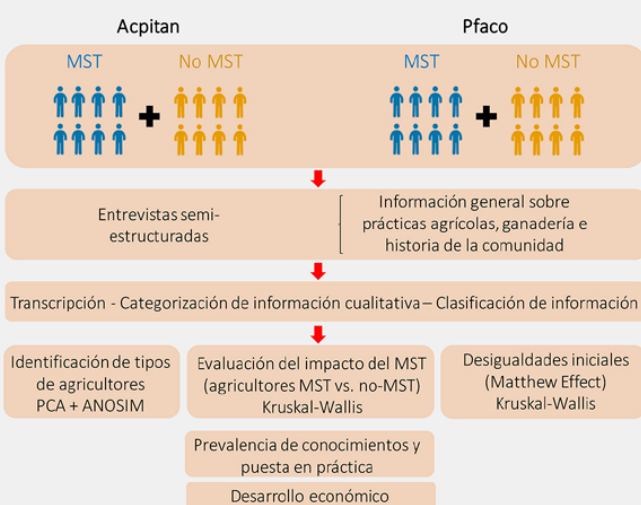 Acpitan
Pfaco
MST
No MST
MST
No MST
Entrevistas semi-
estructuradas
Información general sobre
prácticas agrícolas, ganadería e
historia de la comunidad
Transcripción - Categorización de información cualitativa – Clasificación de información
Identificación de tipos
de agricultores
PCA + ANOSIM
Evaluación del impacto del MST
(agricultores MST vs. no-MST)
Kruskal-Wallis
Desigualdades iniciales
(Matthew Effect)
Kruskal-Wallis
Prevalencia de conocimientos y
puesta en práctica
Desarrollo económico